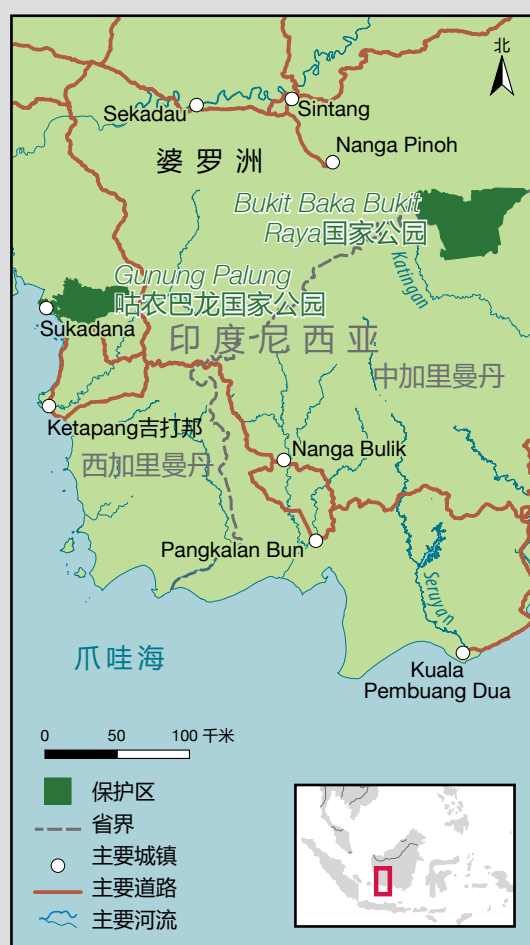 北
Sekadau
Sintang
Nanga Pinoh
婆罗洲
Bukit Baka Bukit
Raya国家公园
Katingan
Gunung Palung
咕农巴龙国家公园
Sukadana
印度尼西亚
中加里曼丹
Ketapang吉打邦
西加里曼丹
Nanga Bulik
Pangkalan Bun
Seruyan
爪哇海
Kuala
Pembuang Dua
0 50 100 千米
保护区
省界
主要城镇
主要道路
主要河流